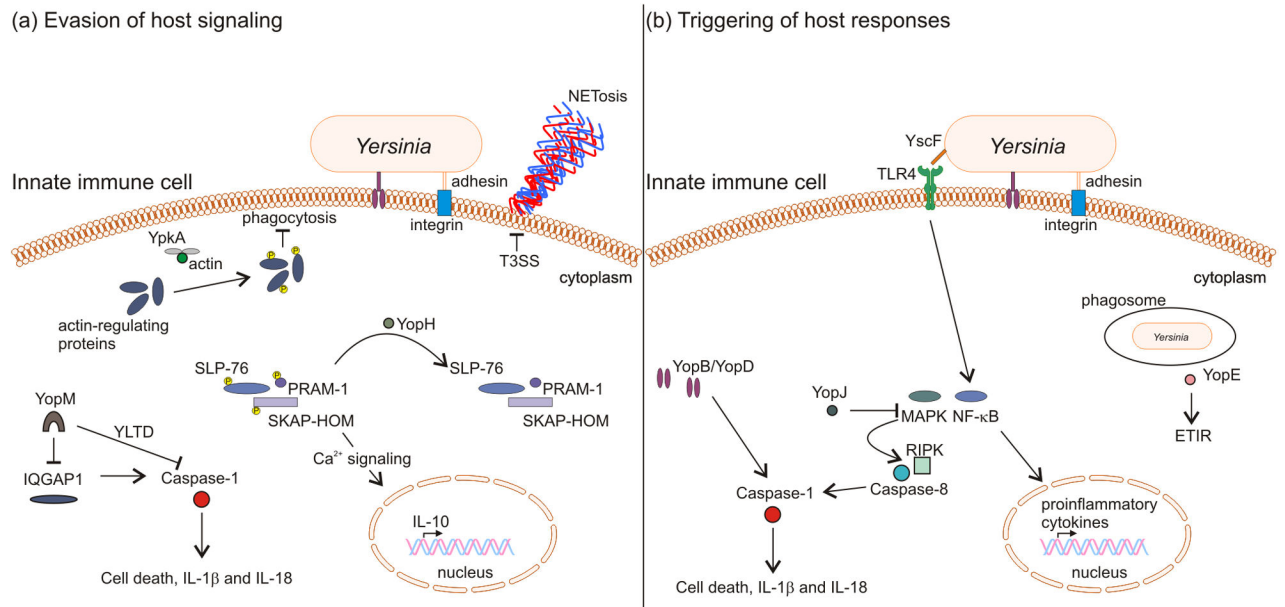 (a) Evasion of host signaling
NETosis
Yersinia
Innate immune cell
adhesin
phagocytosis
integrin
YpkA
actin
T3SS
cytoplasm
P
P
P
actin-regulating
proteins
YopH
SLP-76
P
P
PRAM-1
SKAP-HOM
P
SLP-76
PRAM-1
SKAP-HOM
YopM
YLTD
Ca²⁺ signaling
IQGAP1
Caspase-1
IL-10
nucleus
Cell death, IL-1β and IL-18
(b) Triggering of host responses
YscF
Yersinia
TLR4
Innate immune cell
adhesin
integrin
cytoplasm
phagosome
Yersinia
YopB/YopD
YopE
YopJ
MAPK NF-κB
ETIR
RIPK
Caspase-8
Caspase-1
proinflammatory
cytokines
nucleus
Cell death, IL-1β and IL-18